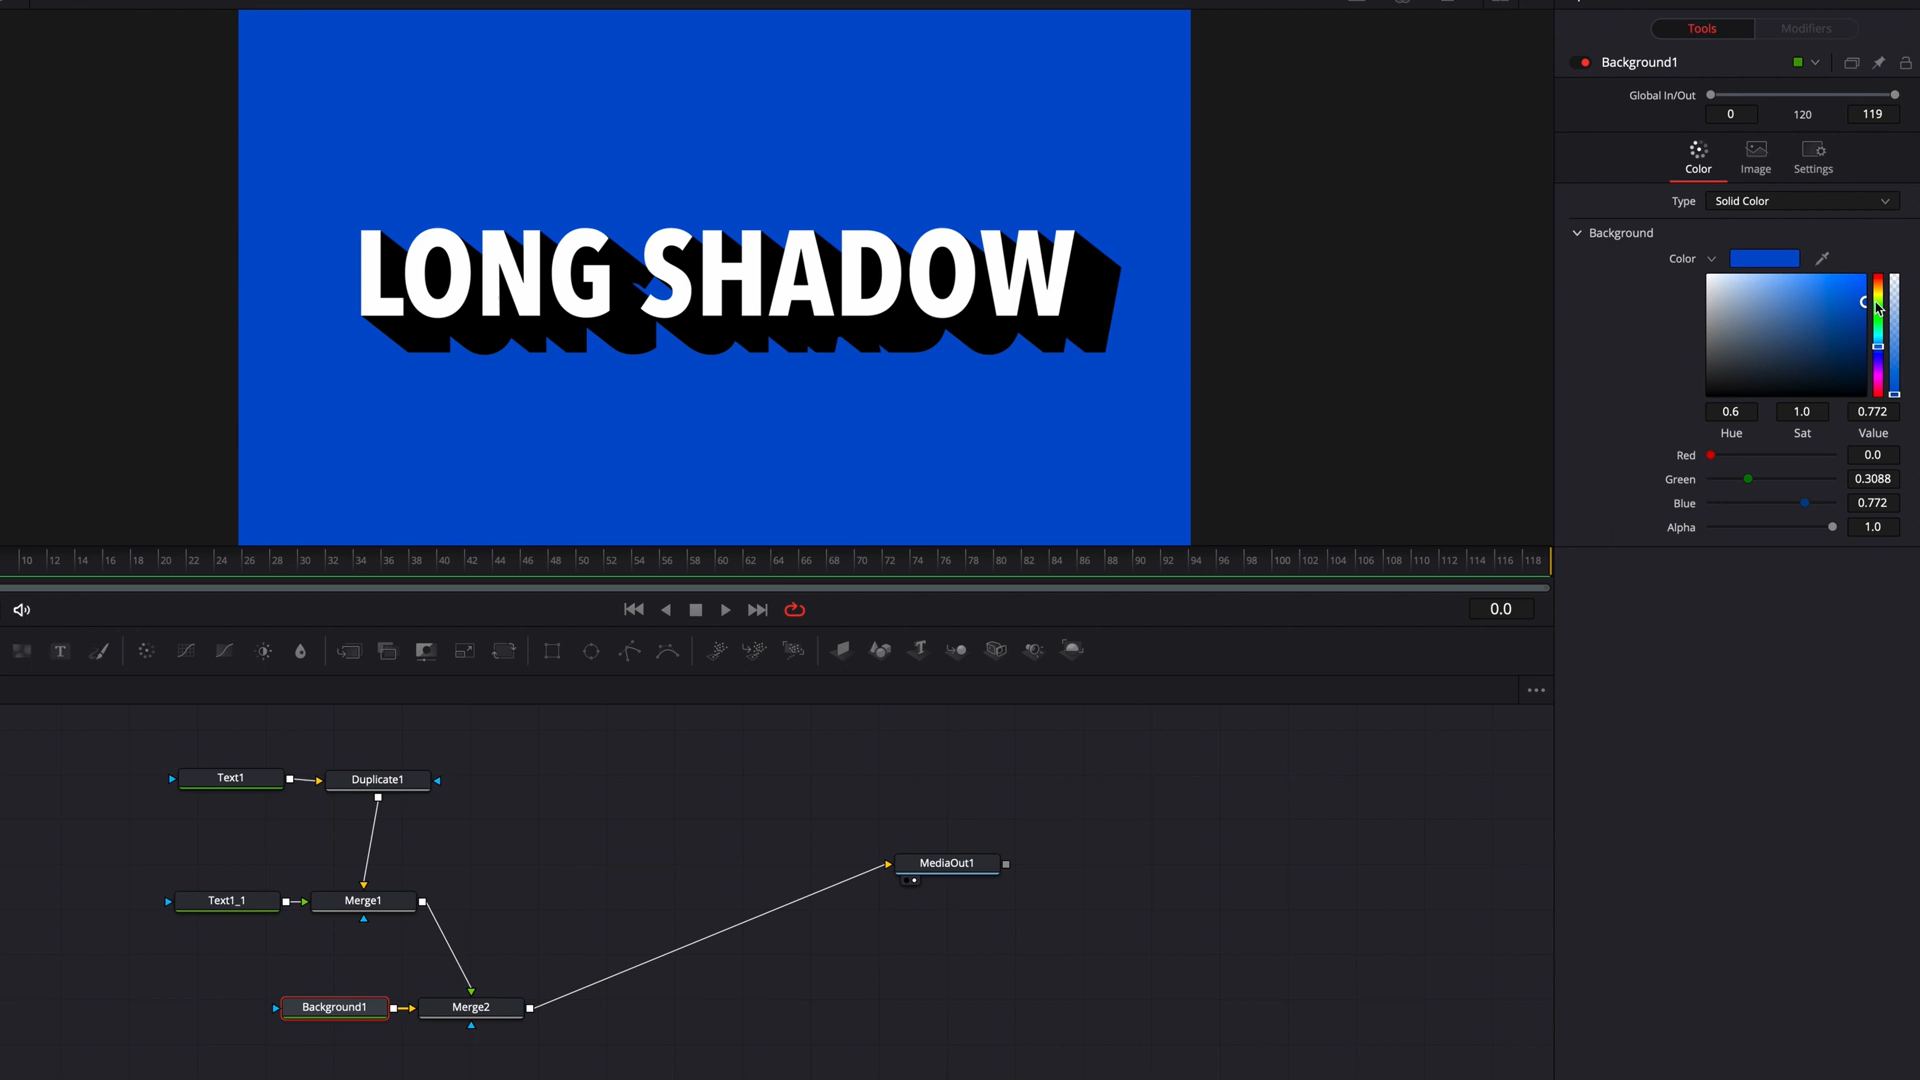 Tools Modifiers
Background1
Global In/Out
0 120 119
Color Image Settings
Type Solid Color
Background
Color
0.6 1.0 0.772
Hue Sat Value
Red 0.0
Green 0.3088
Blue 0.772
Alpha 1.0
LONG SHADOW
10 12 14 16 18 20 22 24 26 28 30 32 34 36 38 40 42 44 46 48 50 52 54 56 58 60 62 64 66 68 70 72 74 76 78 80 82 84 86 88 90 92 94 96 98 100 102 104 106 108 110 112 114 116 118
0.0
T
Text1 Duplicate1
MediaOut1
Text1_1 Merge1
Background1 Merge2